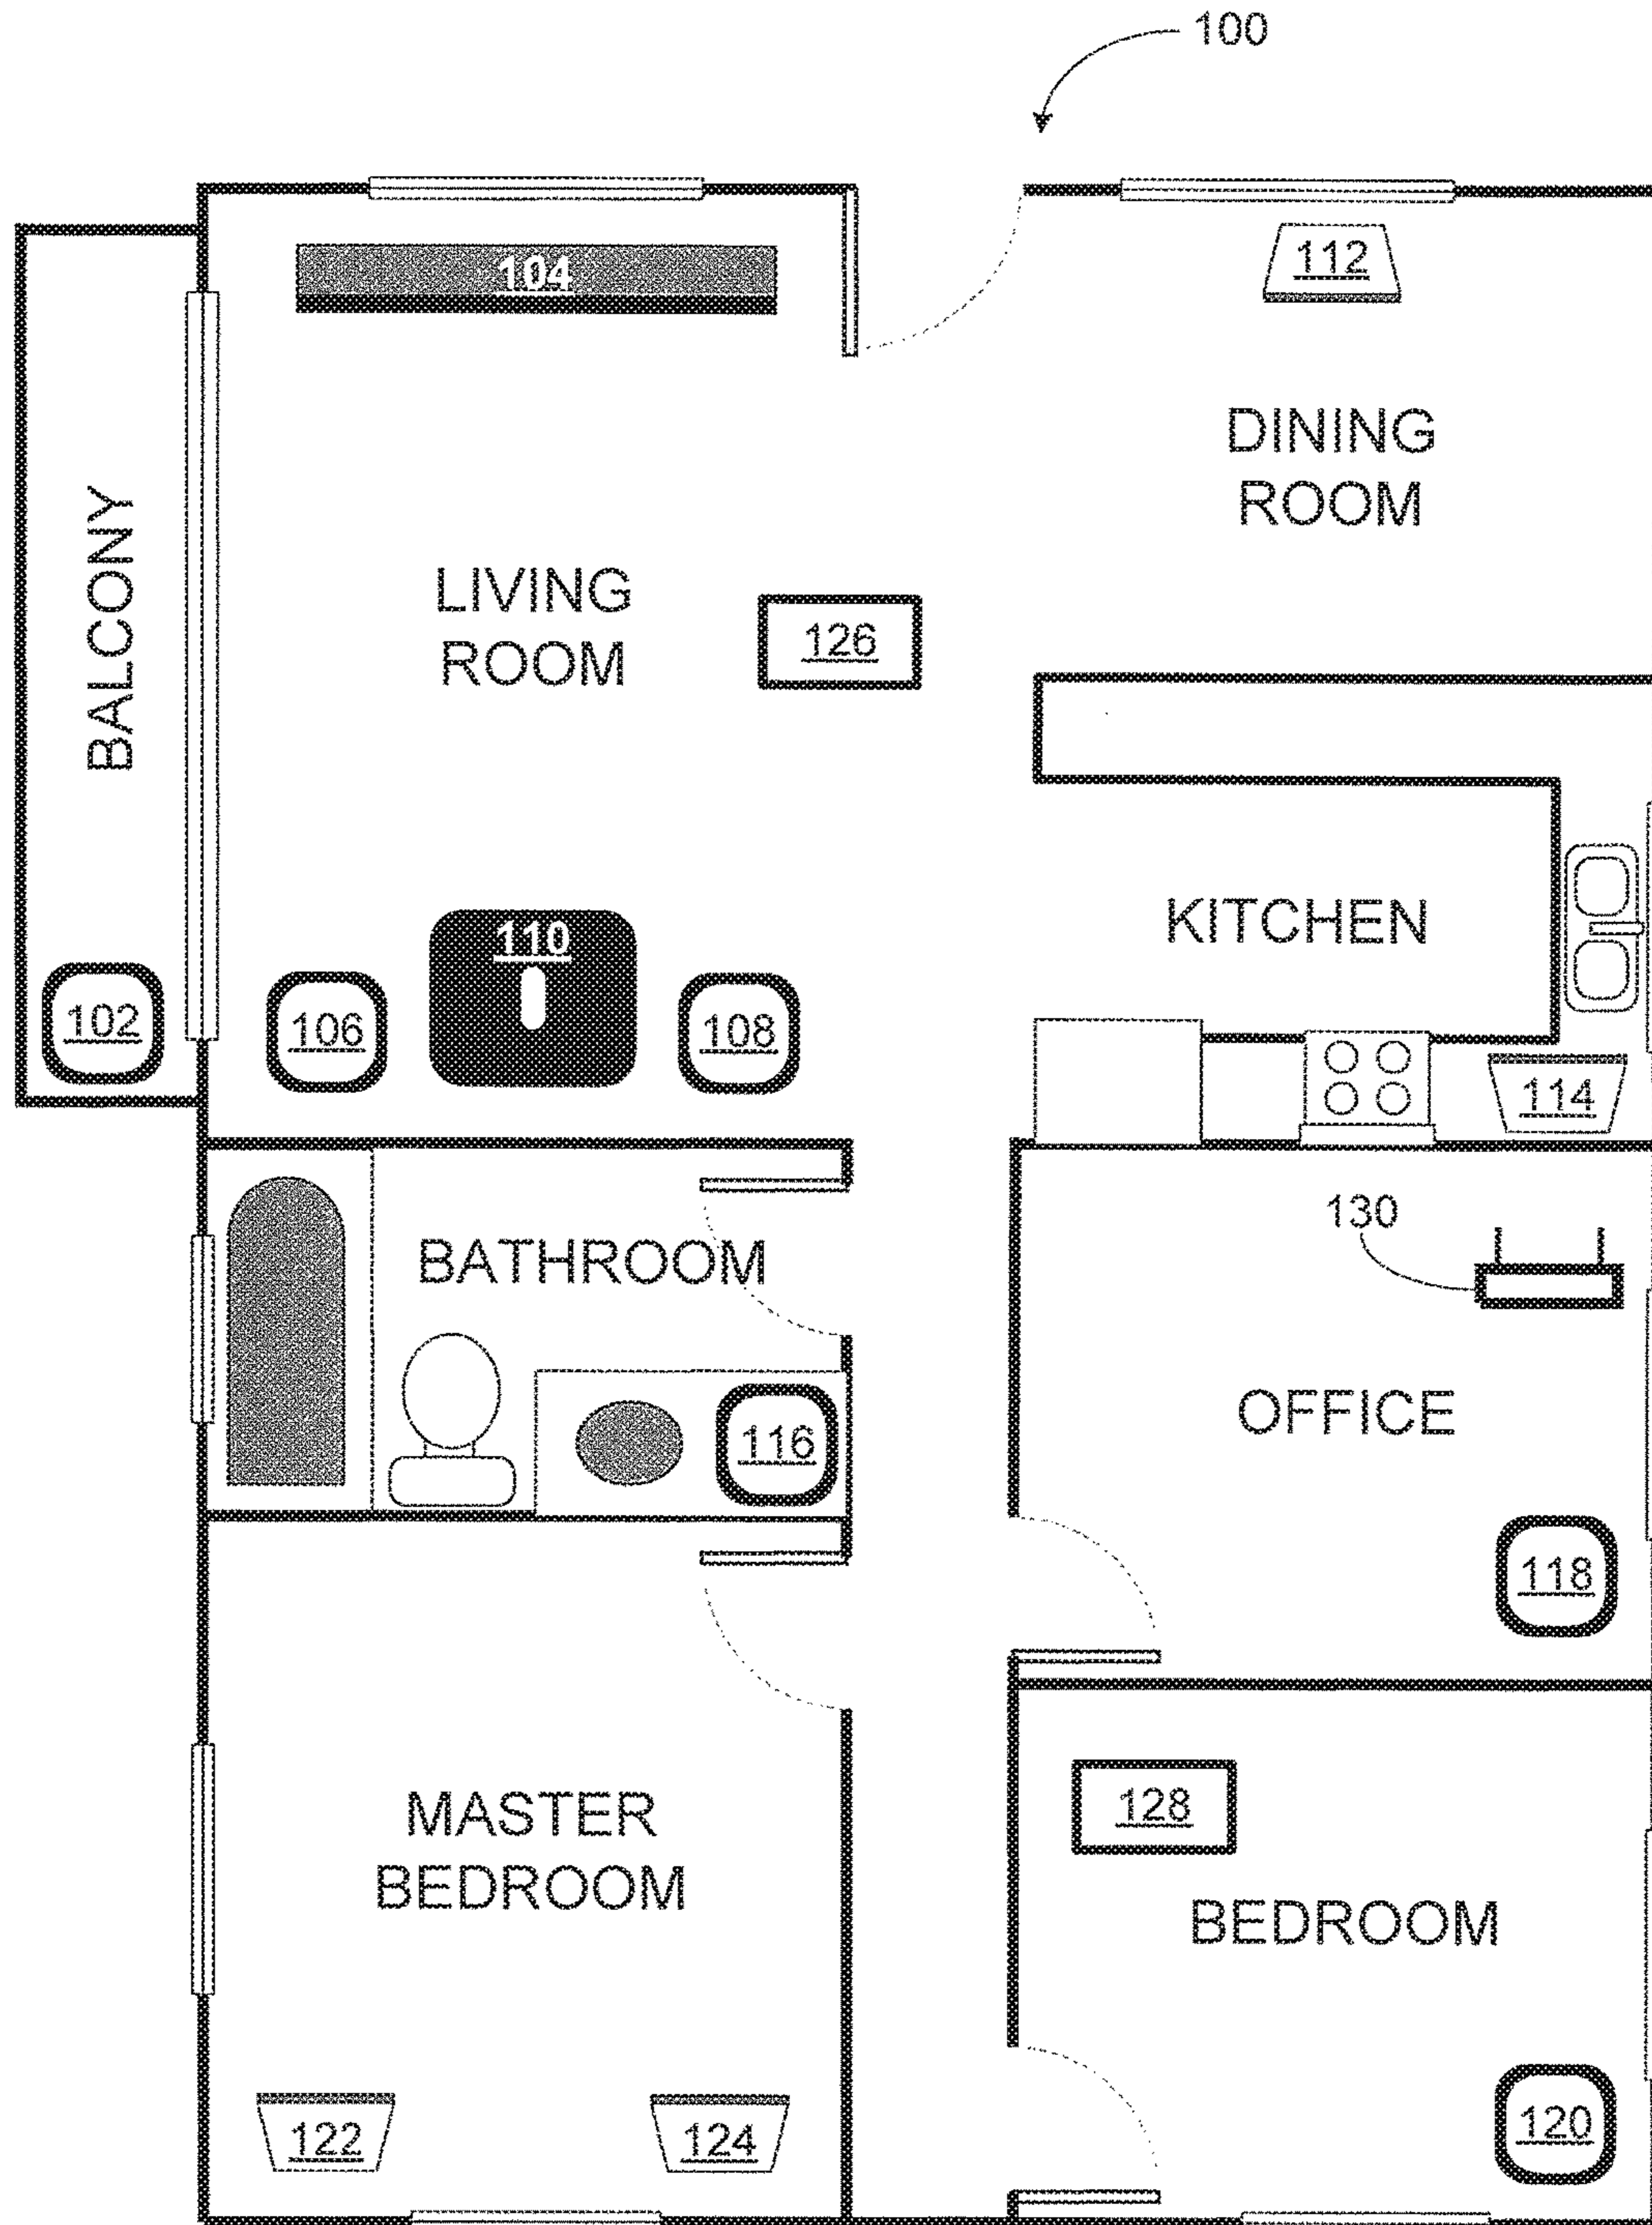 100
104
112
DINING
ROOM
BALCONY
LIVING
ROOM
126
KITCHEN
110
102
106
108
114
130
BATHROOM
OFFICE
116
118
MASTER
BEDROOM
128
BEDROOM
122
124
120